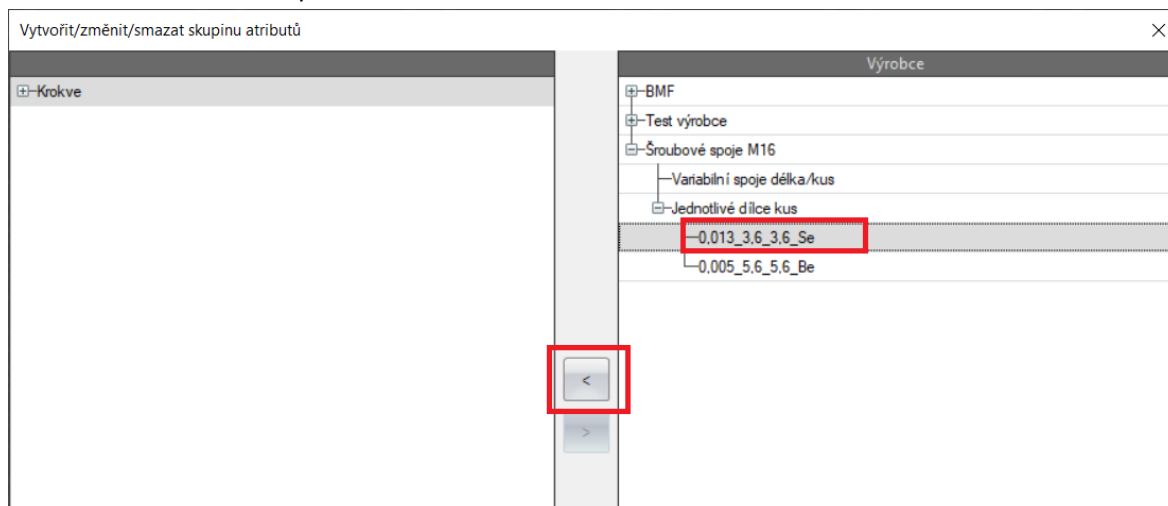 Vytvořit/změnit/smazat skupinu atributů
Krokve
<
>
Výrobce
BMF
Test výrobce
Šroubové spoje M16
Variabilní spoje délka/kus
Jednotlivé dílce kus
0,013_3,6_3,6_Se
0,005_5,6_5,6_Be